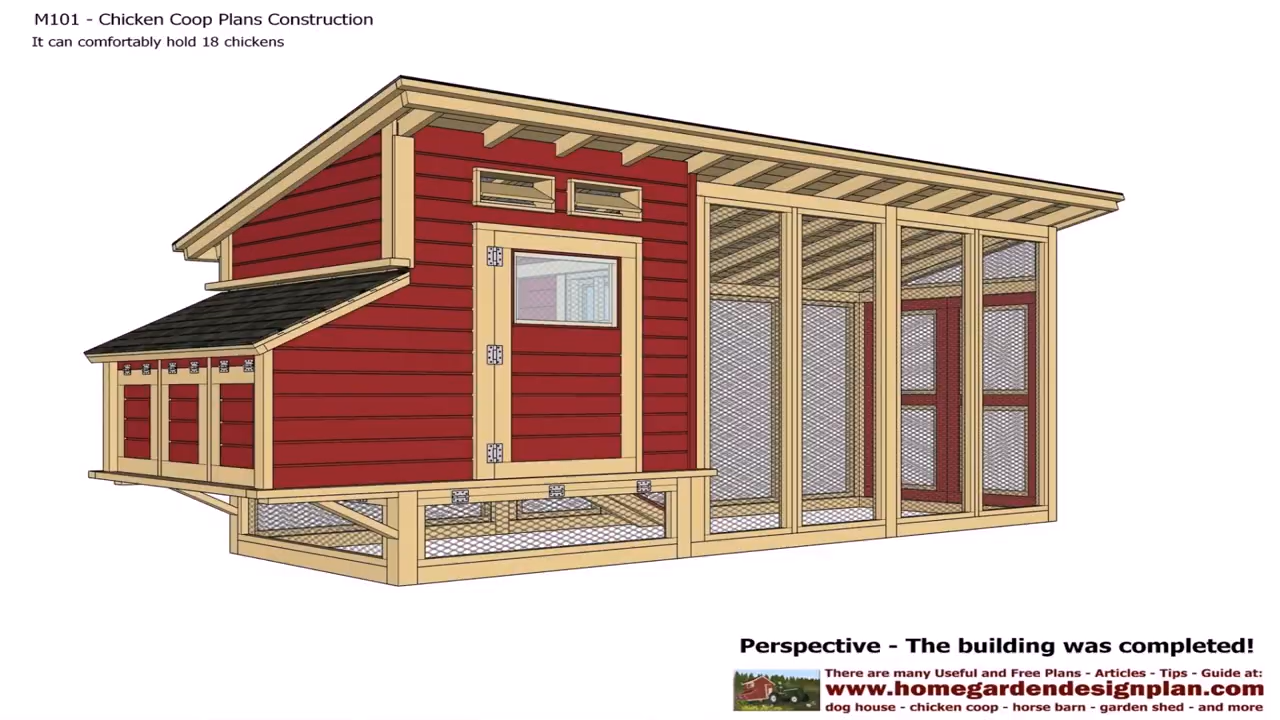 M101 - Chicken Coop Plans Construction
It can comfortably hold 18 chickens
Perspective - The building was completed!
There are many Useful and Free Plans - Articles - Tips - Guide at:
www.homegardendesignplan.com
dog house - chicken coop - horse barn - garden shed - and more